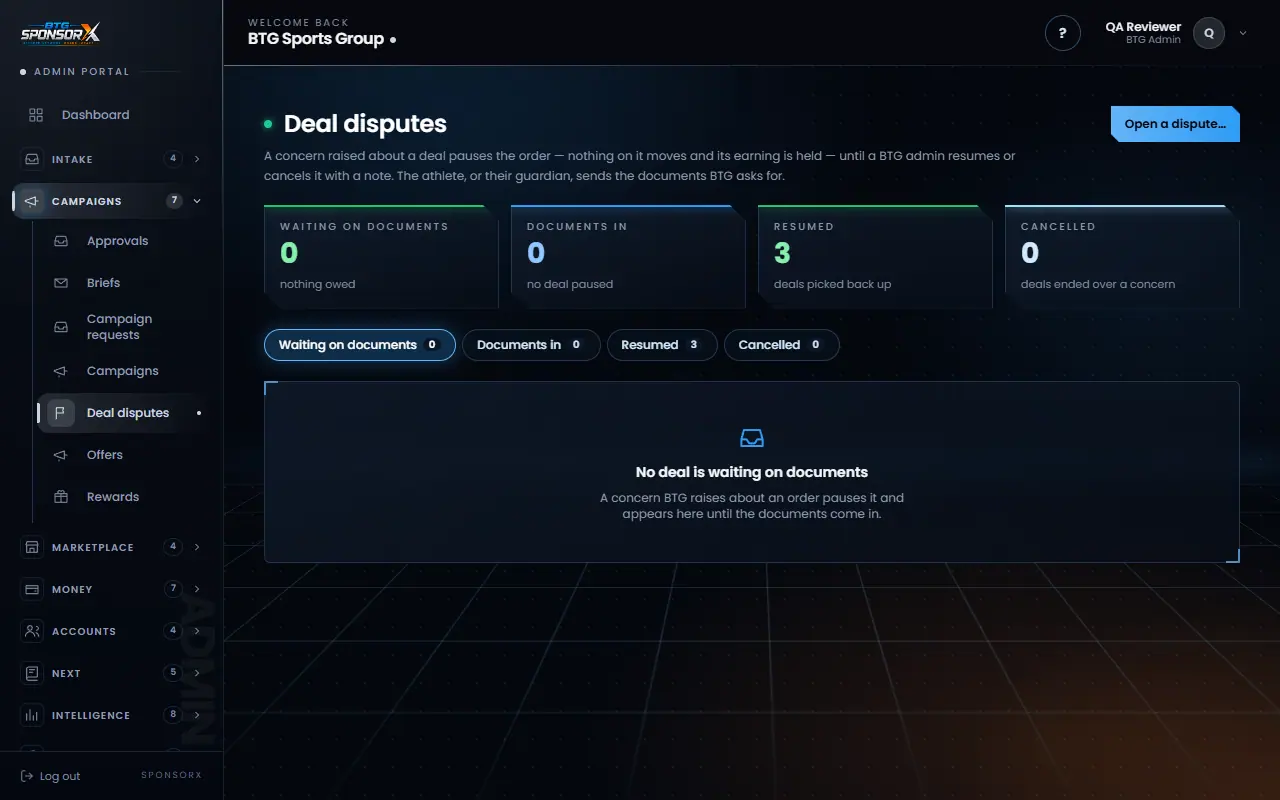 BTG
SPONSORX
ADMIN PORTAL
Dashboard
INTAKE 4
CAMPAIGNS 7
Approvals
Briefs
Campaign
requests
Campaigns
Deal disputes
Offers
Rewards
MARKETPLACE 4
MONEY 7
ACCOUNTS 4
NEXT 5
INTELLIGENCE 8
ADMIN
Log out SPONSORX
WELCOME BACK
BTG Sports Group
?
QA Reviewer
BTG Admin
Q
Deal disputes
Open a dispute…
A concern raised about a deal pauses the order — nothing on it moves and its earning is held — until a BTG admin resumes or
cancels it with a note. The athlete, or their guardian, sends the documents BTG asks for.
WAITING ON DOCUMENTS
0
nothing owed
DOCUMENTS IN
0
no deal paused
RESUMED
3
deals picked back up
CANCELLED
0
deals ended over a concern
Waiting on documents 0
Documents in 0
Resumed 3
Cancelled 0
No deal is waiting on documents
A concern BTG raises about an order pauses it and
appears here until the documents come in.